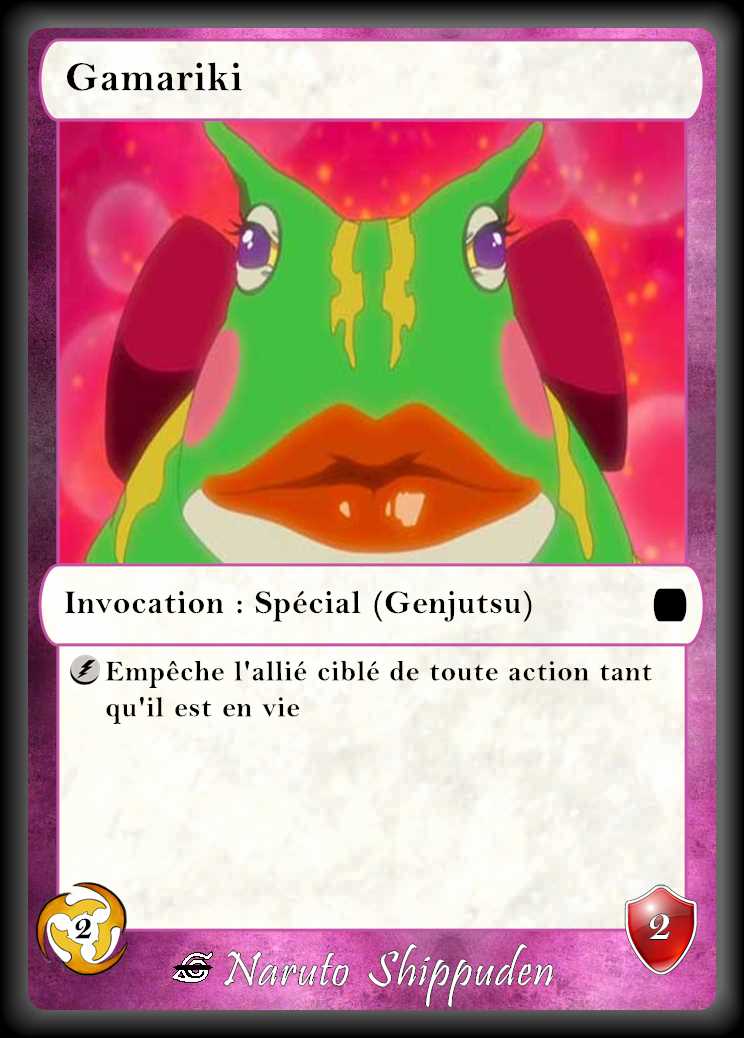 Gamariki
Invocation : Spécial (Genjutsu)
Empêche l'allié ciblé de toute action tant
qu'il est en vie
2
2
Naruto Shippuden